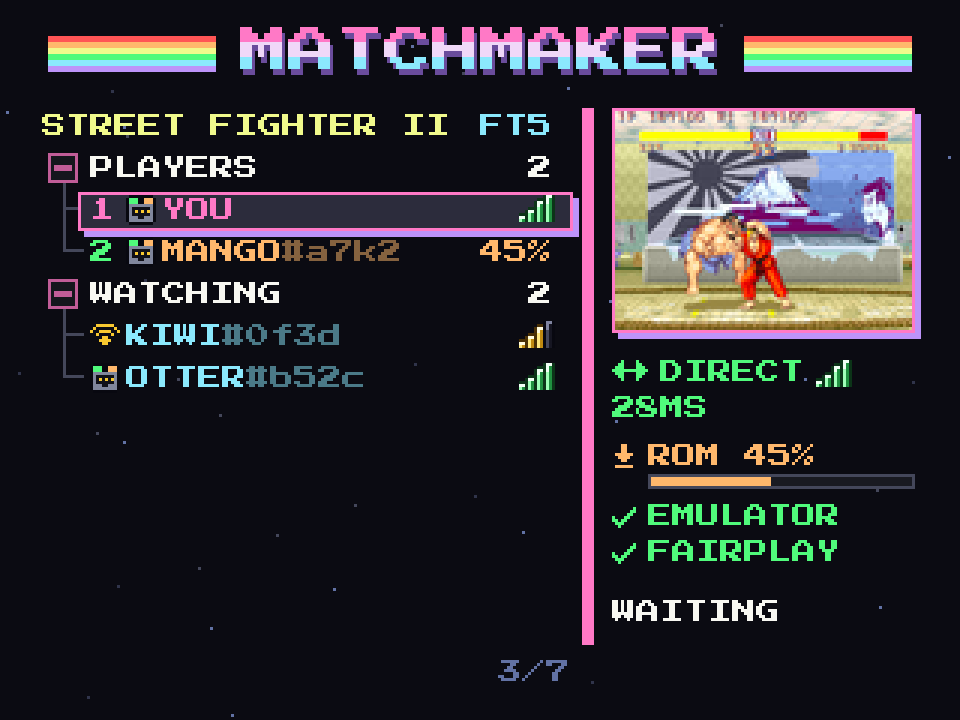 MATCHMAKER
STREET FIGHTER II FT5
PLAYERS 2
1 YOU
2 MANGO#a7k2 45%
WATCHING 2
KIWI#0f3d
OTTER#b52c
3/7
DIRECT
28MS
ROM 45%
EMULATOR
FAIRPLAY
WAITING